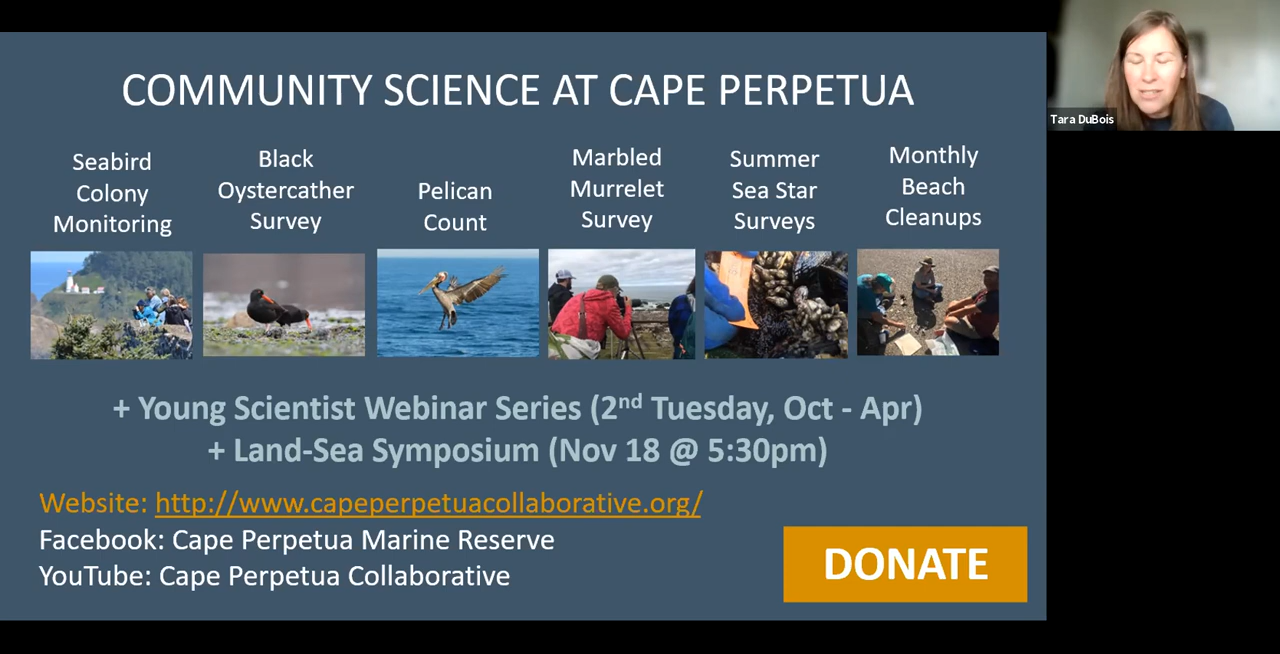 COMMUNITY SCIENCE AT CAPE PERPETUA
Tara DuBois
Seabird
Colony
Monitoring
Black
Oystercather
Survey
Pelican
Count
Marbled
Murrelet
Survey
Summer
Sea Star
Surveys
Monthly
Beach
Cleanups
+ Young Scientist Webinar Series (2nd Tuesday, Oct - Apr)
+ Land-Sea Symposium (Nov 18 @ 5:30pm)
Website: http://www.capeperpetuacollaborative.org/
Facebook: Cape Perpetua Marine Reserve
YouTube: Cape Perpetua Collaborative
DONATE